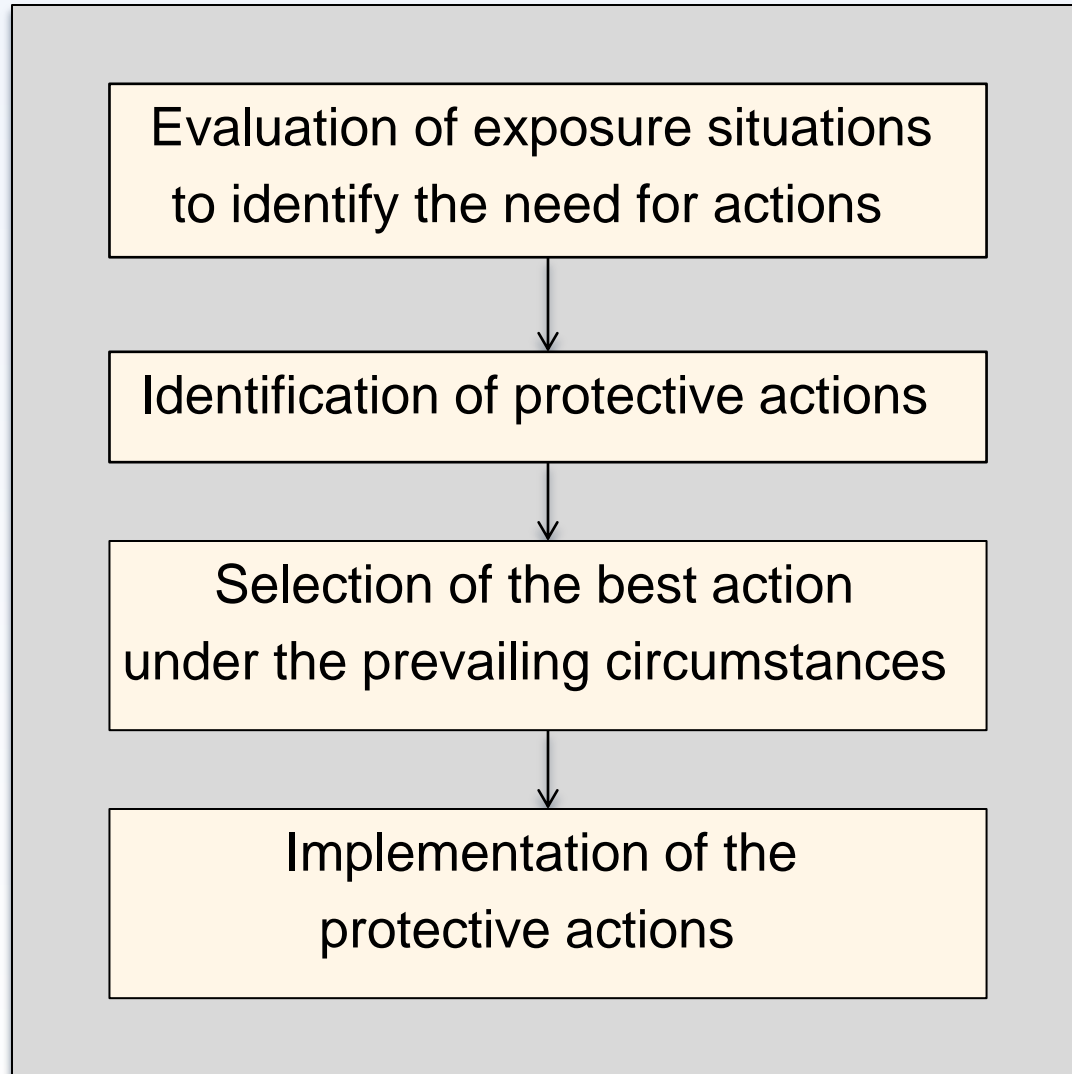 Evaluation of exposure situations
to identify the need for actions
Identification of protective actions
Selection of the best action
under the prevailing circumstances
Implementation of the
protective actions